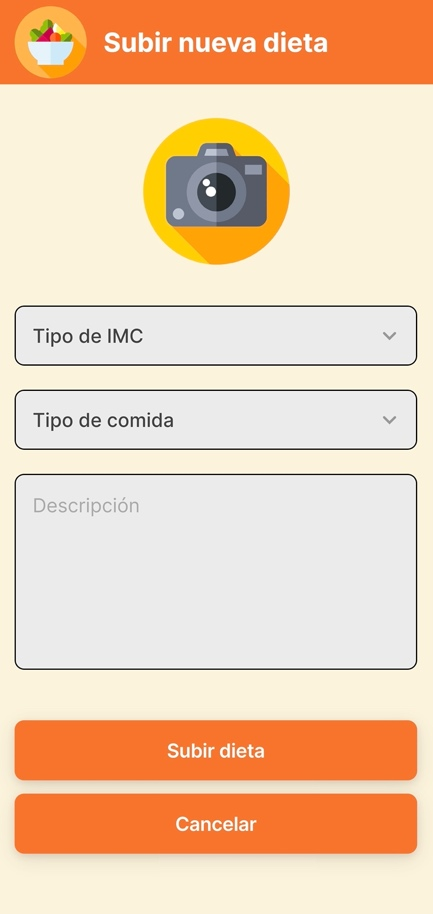 Subir nueva dieta
Tipo de IMC
Tipo de comida
Descripción
Subir dieta
Cancelar